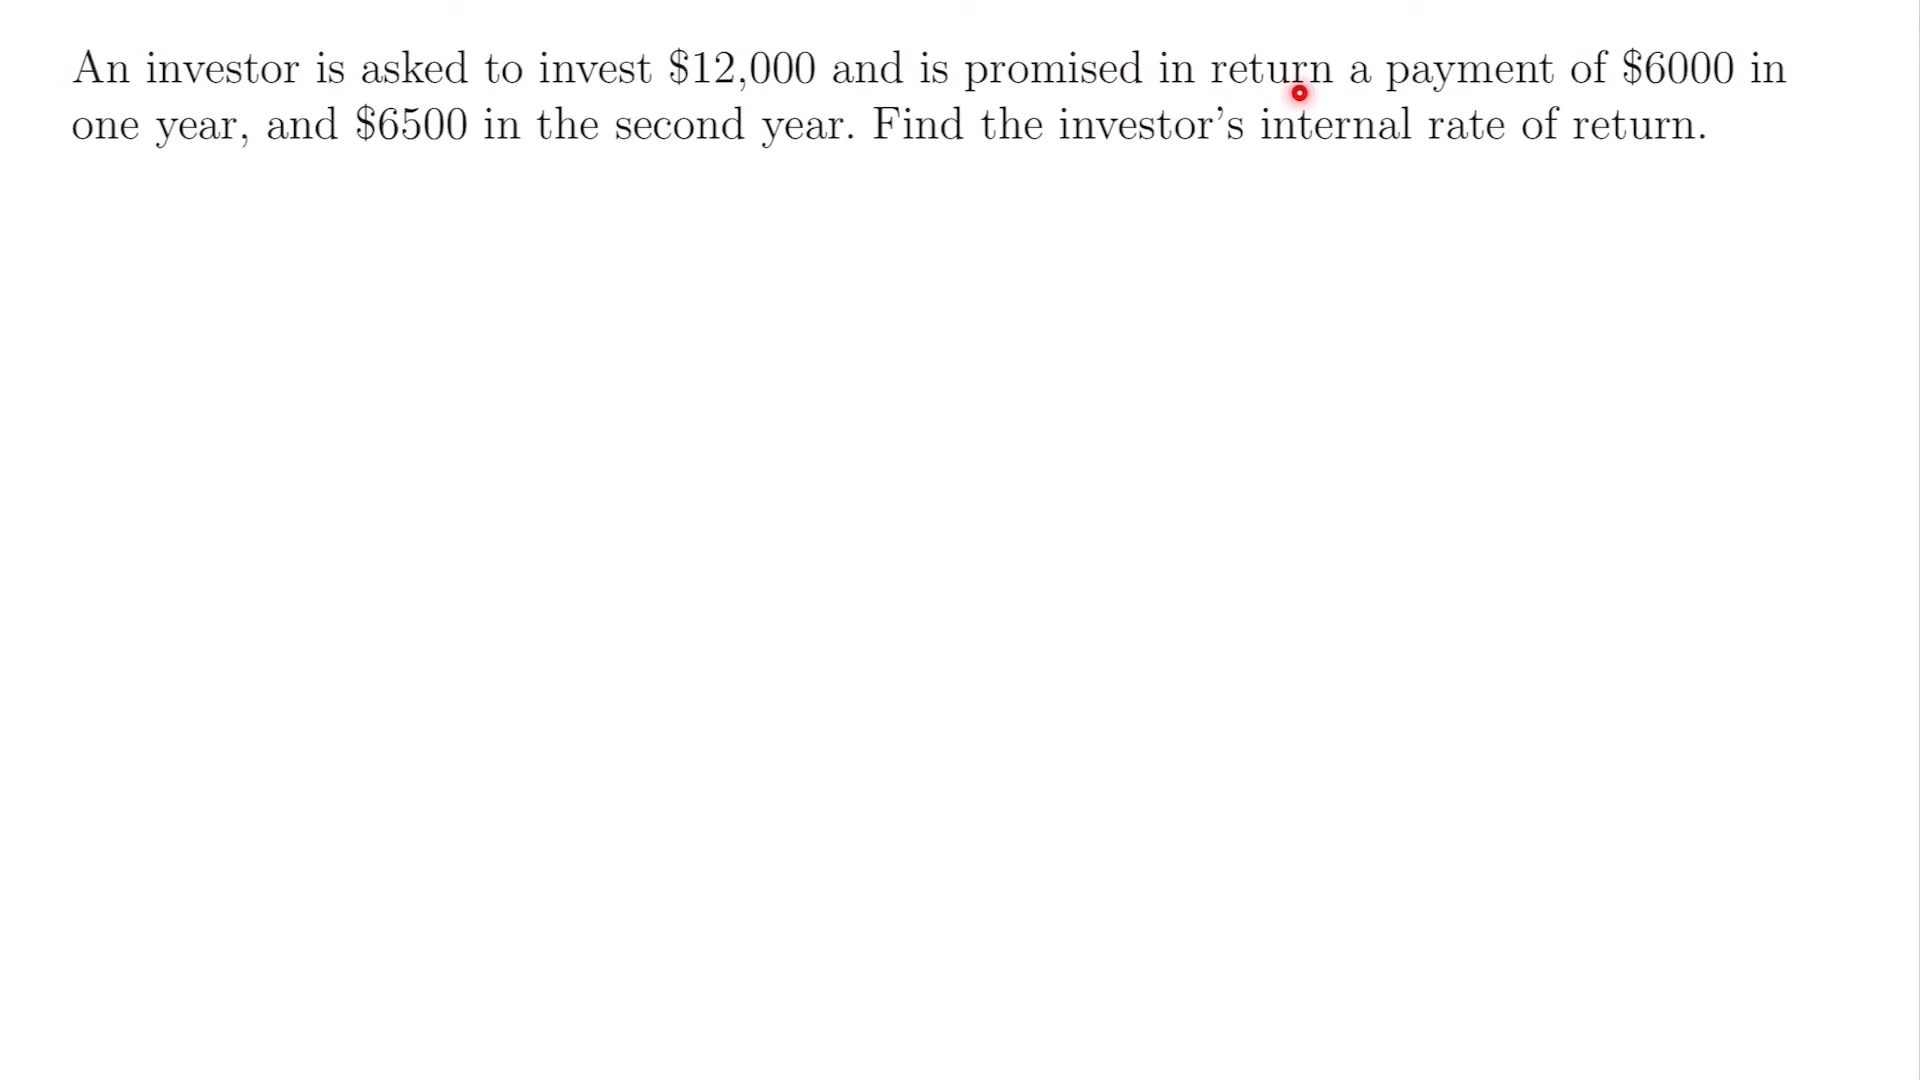 An investor is asked to invest $12,000 and is promised in return a payment of $6000 in
one year, and $6500 in the second year. Find the investor’s internal rate of return.